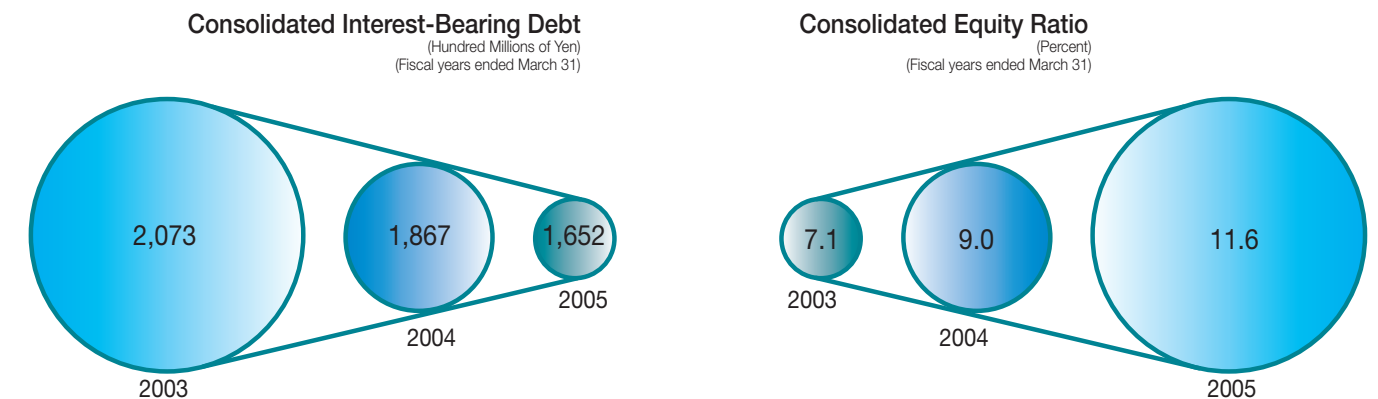 Consolidated Interest-Bearing Debt
(Hundred Millions of Yen)
(Fiscal years ended March 31)
2,073
1,867
1,652
2003
2004
2005
Consolidated Equity Ratio
(Percent)
(Fiscal years ended March 31)
7.1
9.0
11.6
2003
2004
2005